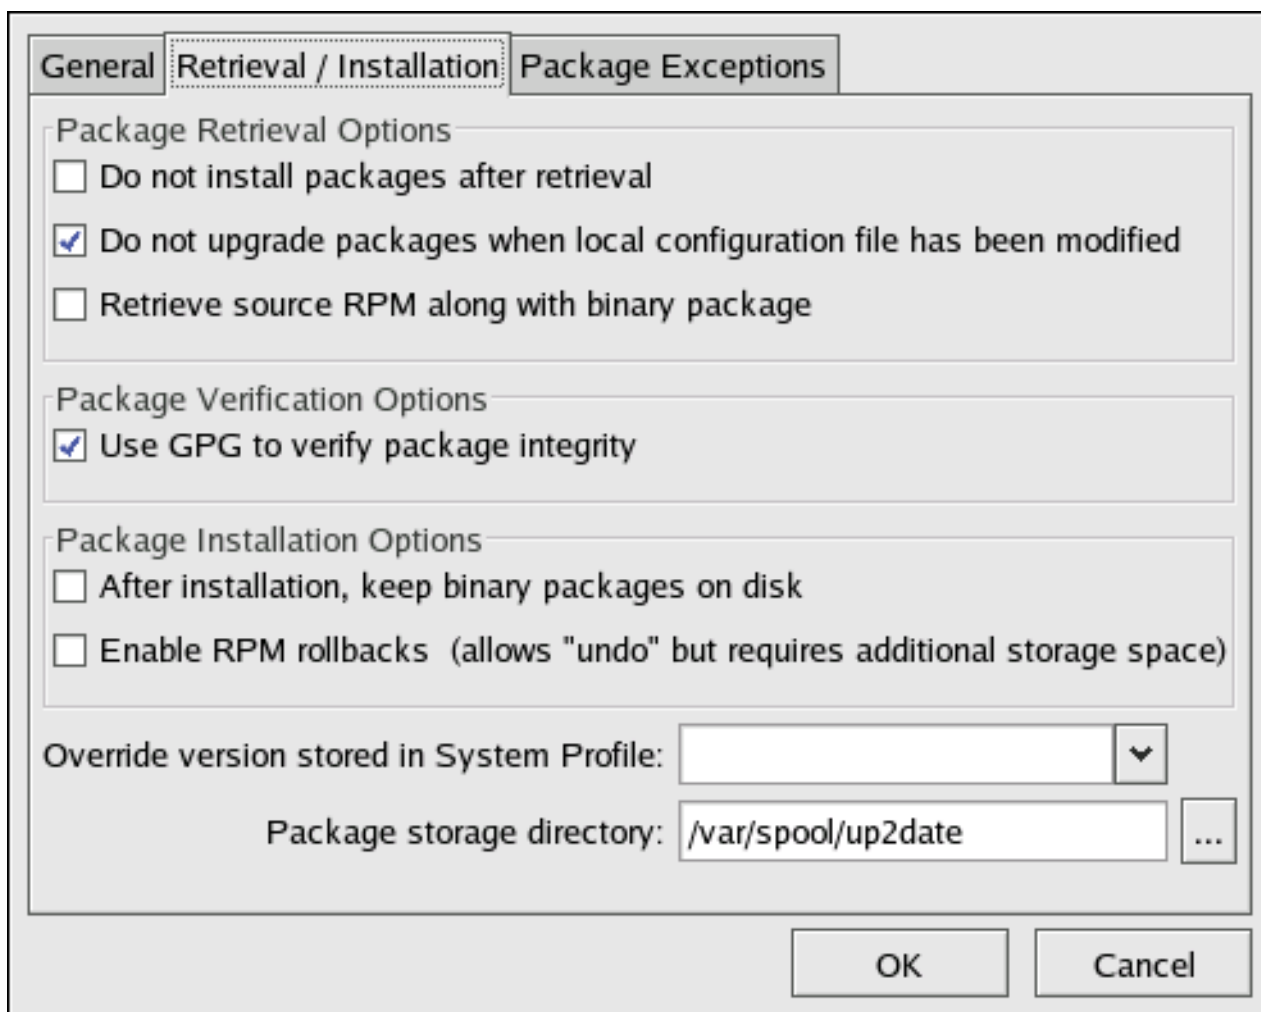 General Retrieval / Installation Package Exceptions
Package Retrieval Options
Do not install packages after retrieval
Do not upgrade packages when local configuration file has been modified
Retrieve source RPM along with binary package
Package Verification Options
Use GPG to verify package integrity
Package Installation Options
After installation, keep binary packages on disk
Enable RPM rollbacks (allows "undo" but requires additional storage space)
Override version stored in System Profile:
Package storage directory: /var/spool/up2date ...
OK Cancel